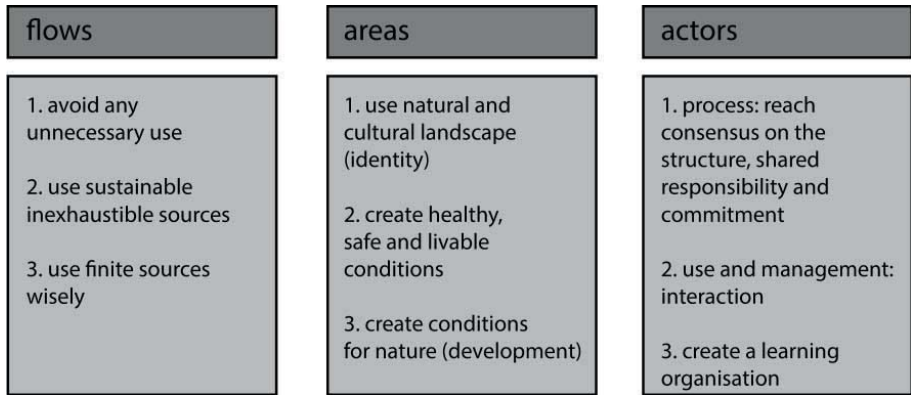 flows
1. avoid any
unnecessary use
2. use sustainable
inexhaustible sources
3. use finite sources
wisely
areas
1. use natural and
cultural landscape
(identity)
2. create healthy,
safe and livable
conditions
3. create conditions
for nature (development)
actors
1. process: reach
consensus on the
structure, shared
responsibility and
commitment
2. use and management:
interaction
3. create a learning
organisation